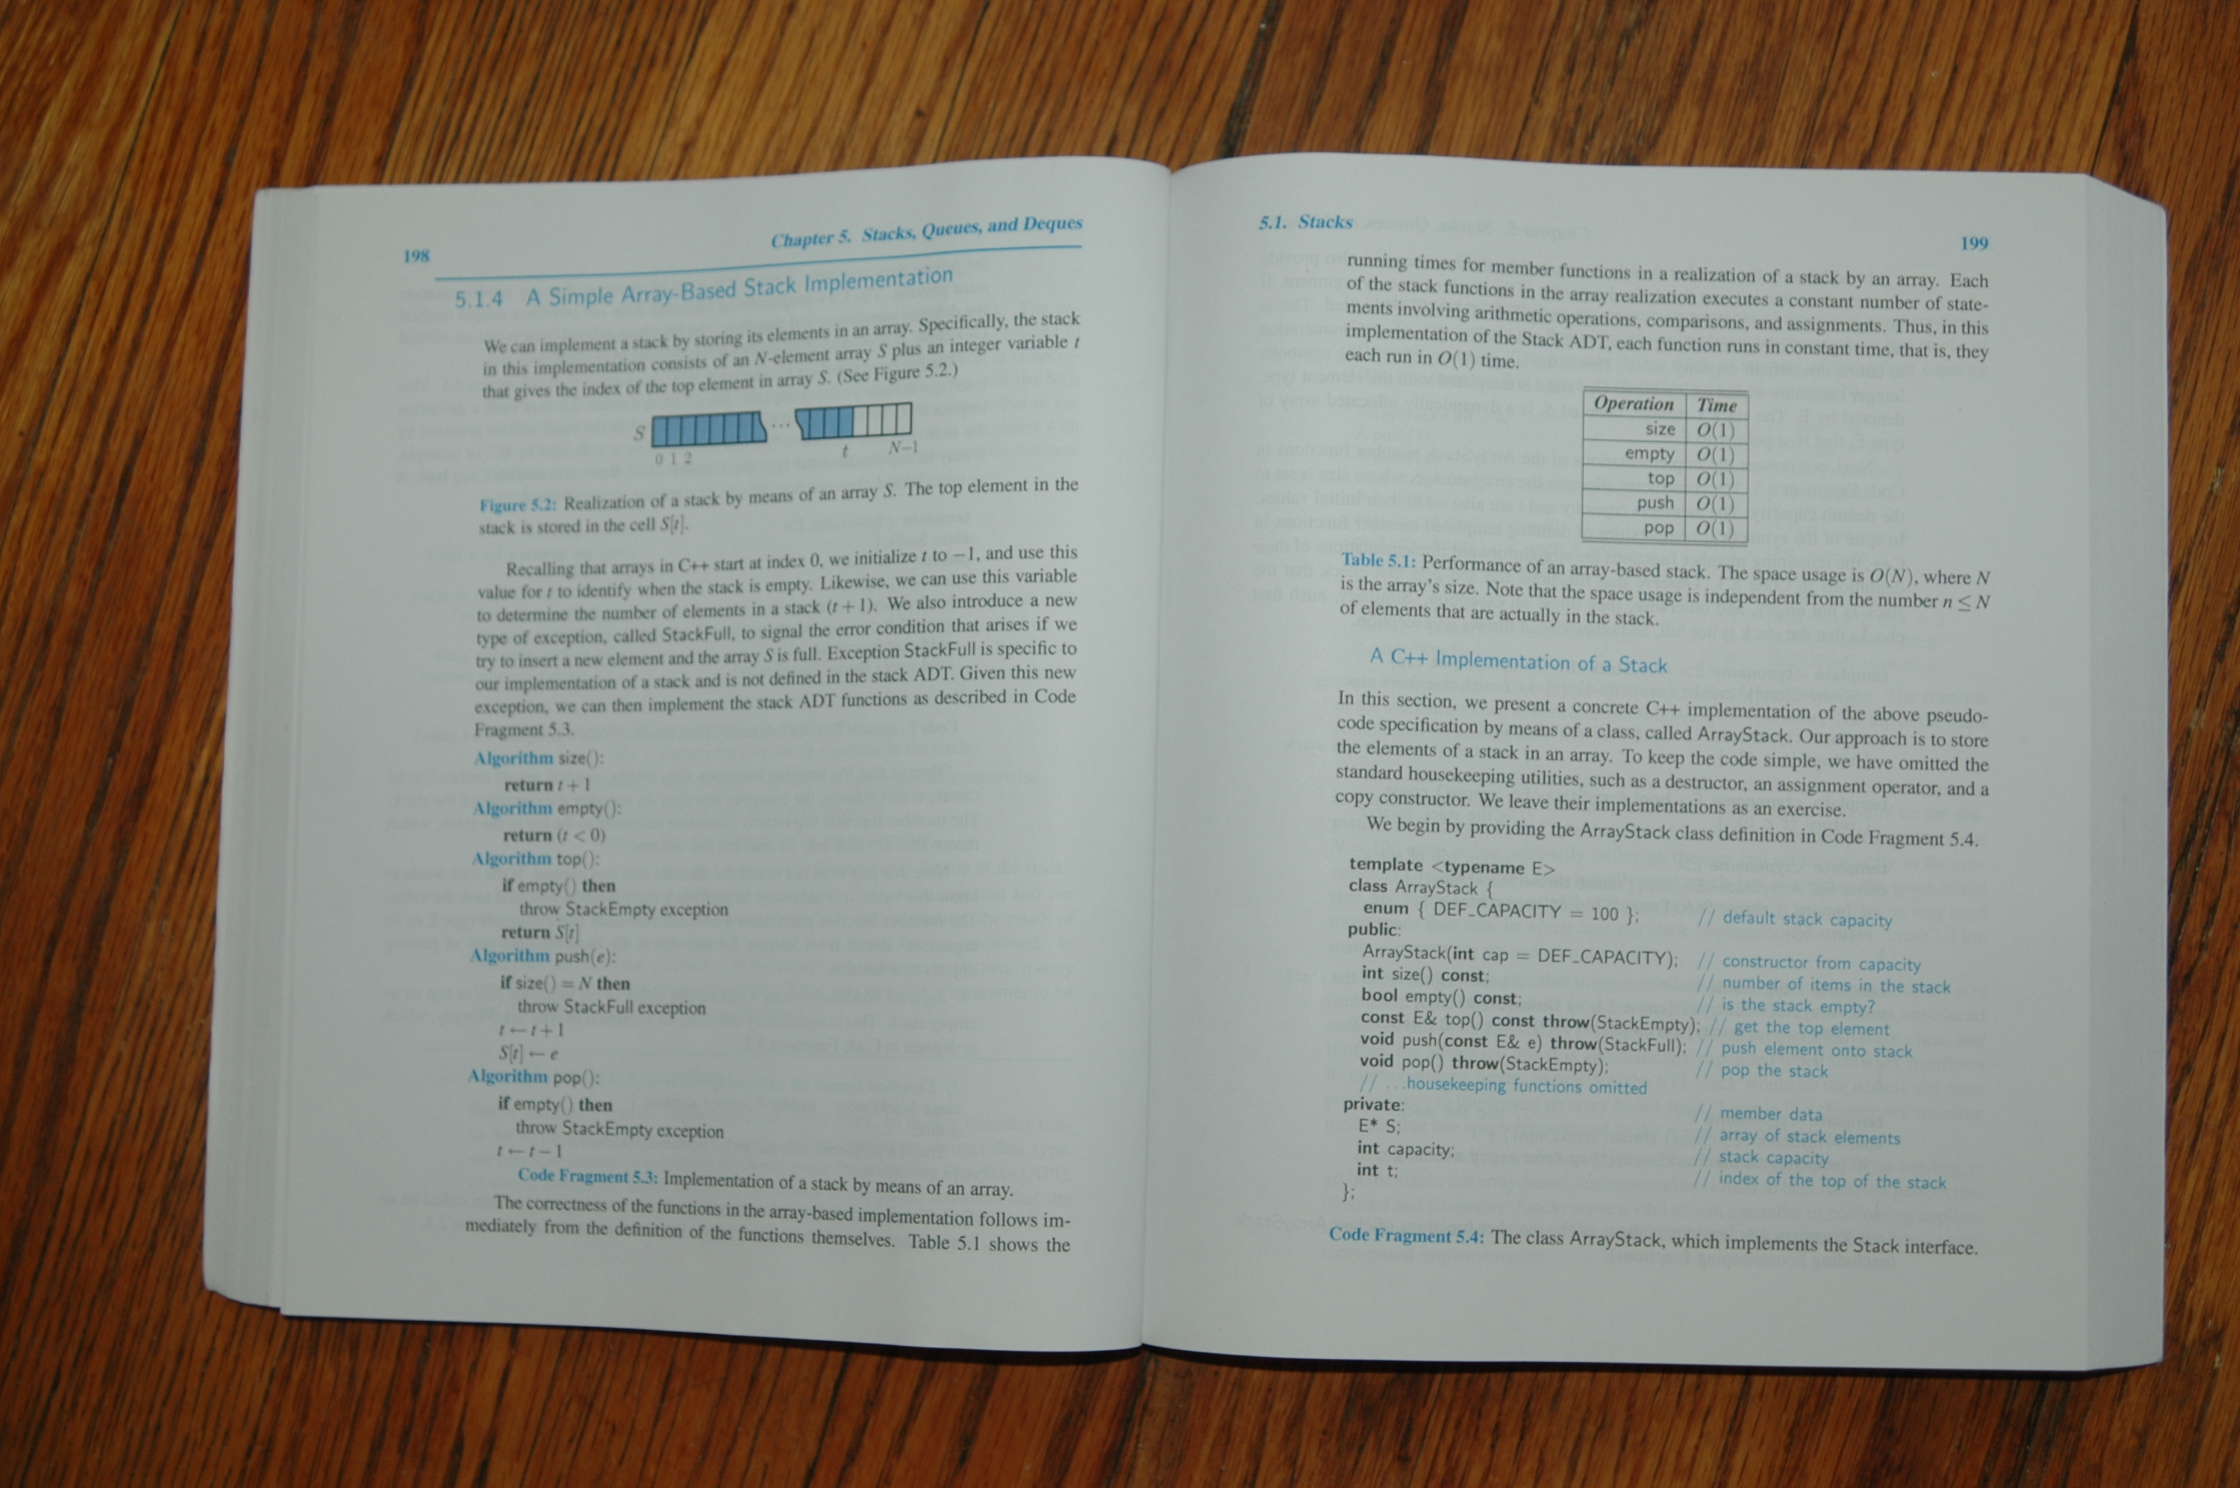 198
Chapter 5. Stacks, Queues, and Deques
5.1.4 A Simple Array-Based Stack Implementation
We can implement a stack by storing its elements in an array. Specifically, the stack
in this implementation consists of an N-element array S plus an integer variable t
that gives the index of the top element in array S. (See Figure 5.2.)
S
0 1 2
t
N−1
Figure 5.2: Realization of a stack by means of an array S. The top element in the
stack is stored in the cell S[t].
Recalling that arrays in C++ start at index 0, we initialize t to −1, and use this
value for t to identify when the stack is empty. Likewise, we can use this variable
to determine the number of elements in a stack (t + 1). We also introduce a new
type of exception, called StackFull, to signal the error condition that arises if we
try to insert a new element and the array S is full. Exception StackFull is specific to
our implementation of a stack and is not defined in the stack ADT. Given this new
exception, we can then implement the stack ADT functions as described in Code
Fragment 5.3.
Algorithm size():
return t + 1
Algorithm empty():
return (t < 0)
Algorithm top():
if empty() then
throw StackEmpty exception
return S[t]
Algorithm push(e):
if size() = N then
throw StackFull exception
t ← t + 1
S[t] ← e
Algorithm pop():
if empty() then
throw StackEmpty exception
t ← t − 1
Code Fragment 5.3: Implementation of a stack by means of an array.
The correctness of the functions in the array-based implementation follows im-
mediately from the definition of the functions themselves. Table 5.1 shows the
5.1. Stacks
199
running times for member functions in a realization of a stack by an array. Each
of the stack functions in the array realization executes a constant number of state-
ments involving arithmetic operations, comparisons, and assignments. Thus, in this
implementation of the Stack ADT, each function runs in constant time, that is, they
each run in O(1) time.
Operation Time
size O(1)
empty O(1)
top O(1)
push O(1)
pop O(1)
Table 5.1: Performance of an array-based stack. The space usage is O(N), where N
is the array's size. Note that the space usage is independent from the number n ≤ N
of elements that are actually in the stack.
A C++ Implementation of a Stack
In this section, we present a concrete C++ implementation of the above pseudo-
code specification by means of a class, called ArrayStack. Our approach is to store
the elements of a stack in an array. To keep the code simple, we have omitted the
standard housekeeping utilities, such as a destructor, an assignment operator, and a
copy constructor. We leave their implementations as an exercise.
We begin by providing the ArrayStack class definition in Code Fragment 5.4.
template <typename E>
class ArrayStack {
enum { DEF_CAPACITY = 100 }; // default stack capacity
public:
ArrayStack(int cap = DEF_CAPACITY); // constructor from capacity
int size() const; // number of items in the stack
bool empty() const; // is the stack empty?
const E& top() const throw(StackEmpty); // get the top element
void push(const E& e) throw(StackFull); // push element onto stack
void pop() throw(StackEmpty); // pop the stack
// ...housekeeping functions omitted
private: // member data
E* S; // array of stack elements
int capacity; // stack capacity
int t; // index of the top of the stack
};
Code Fragment 5.4: The class ArrayStack, which implements the Stack interface.